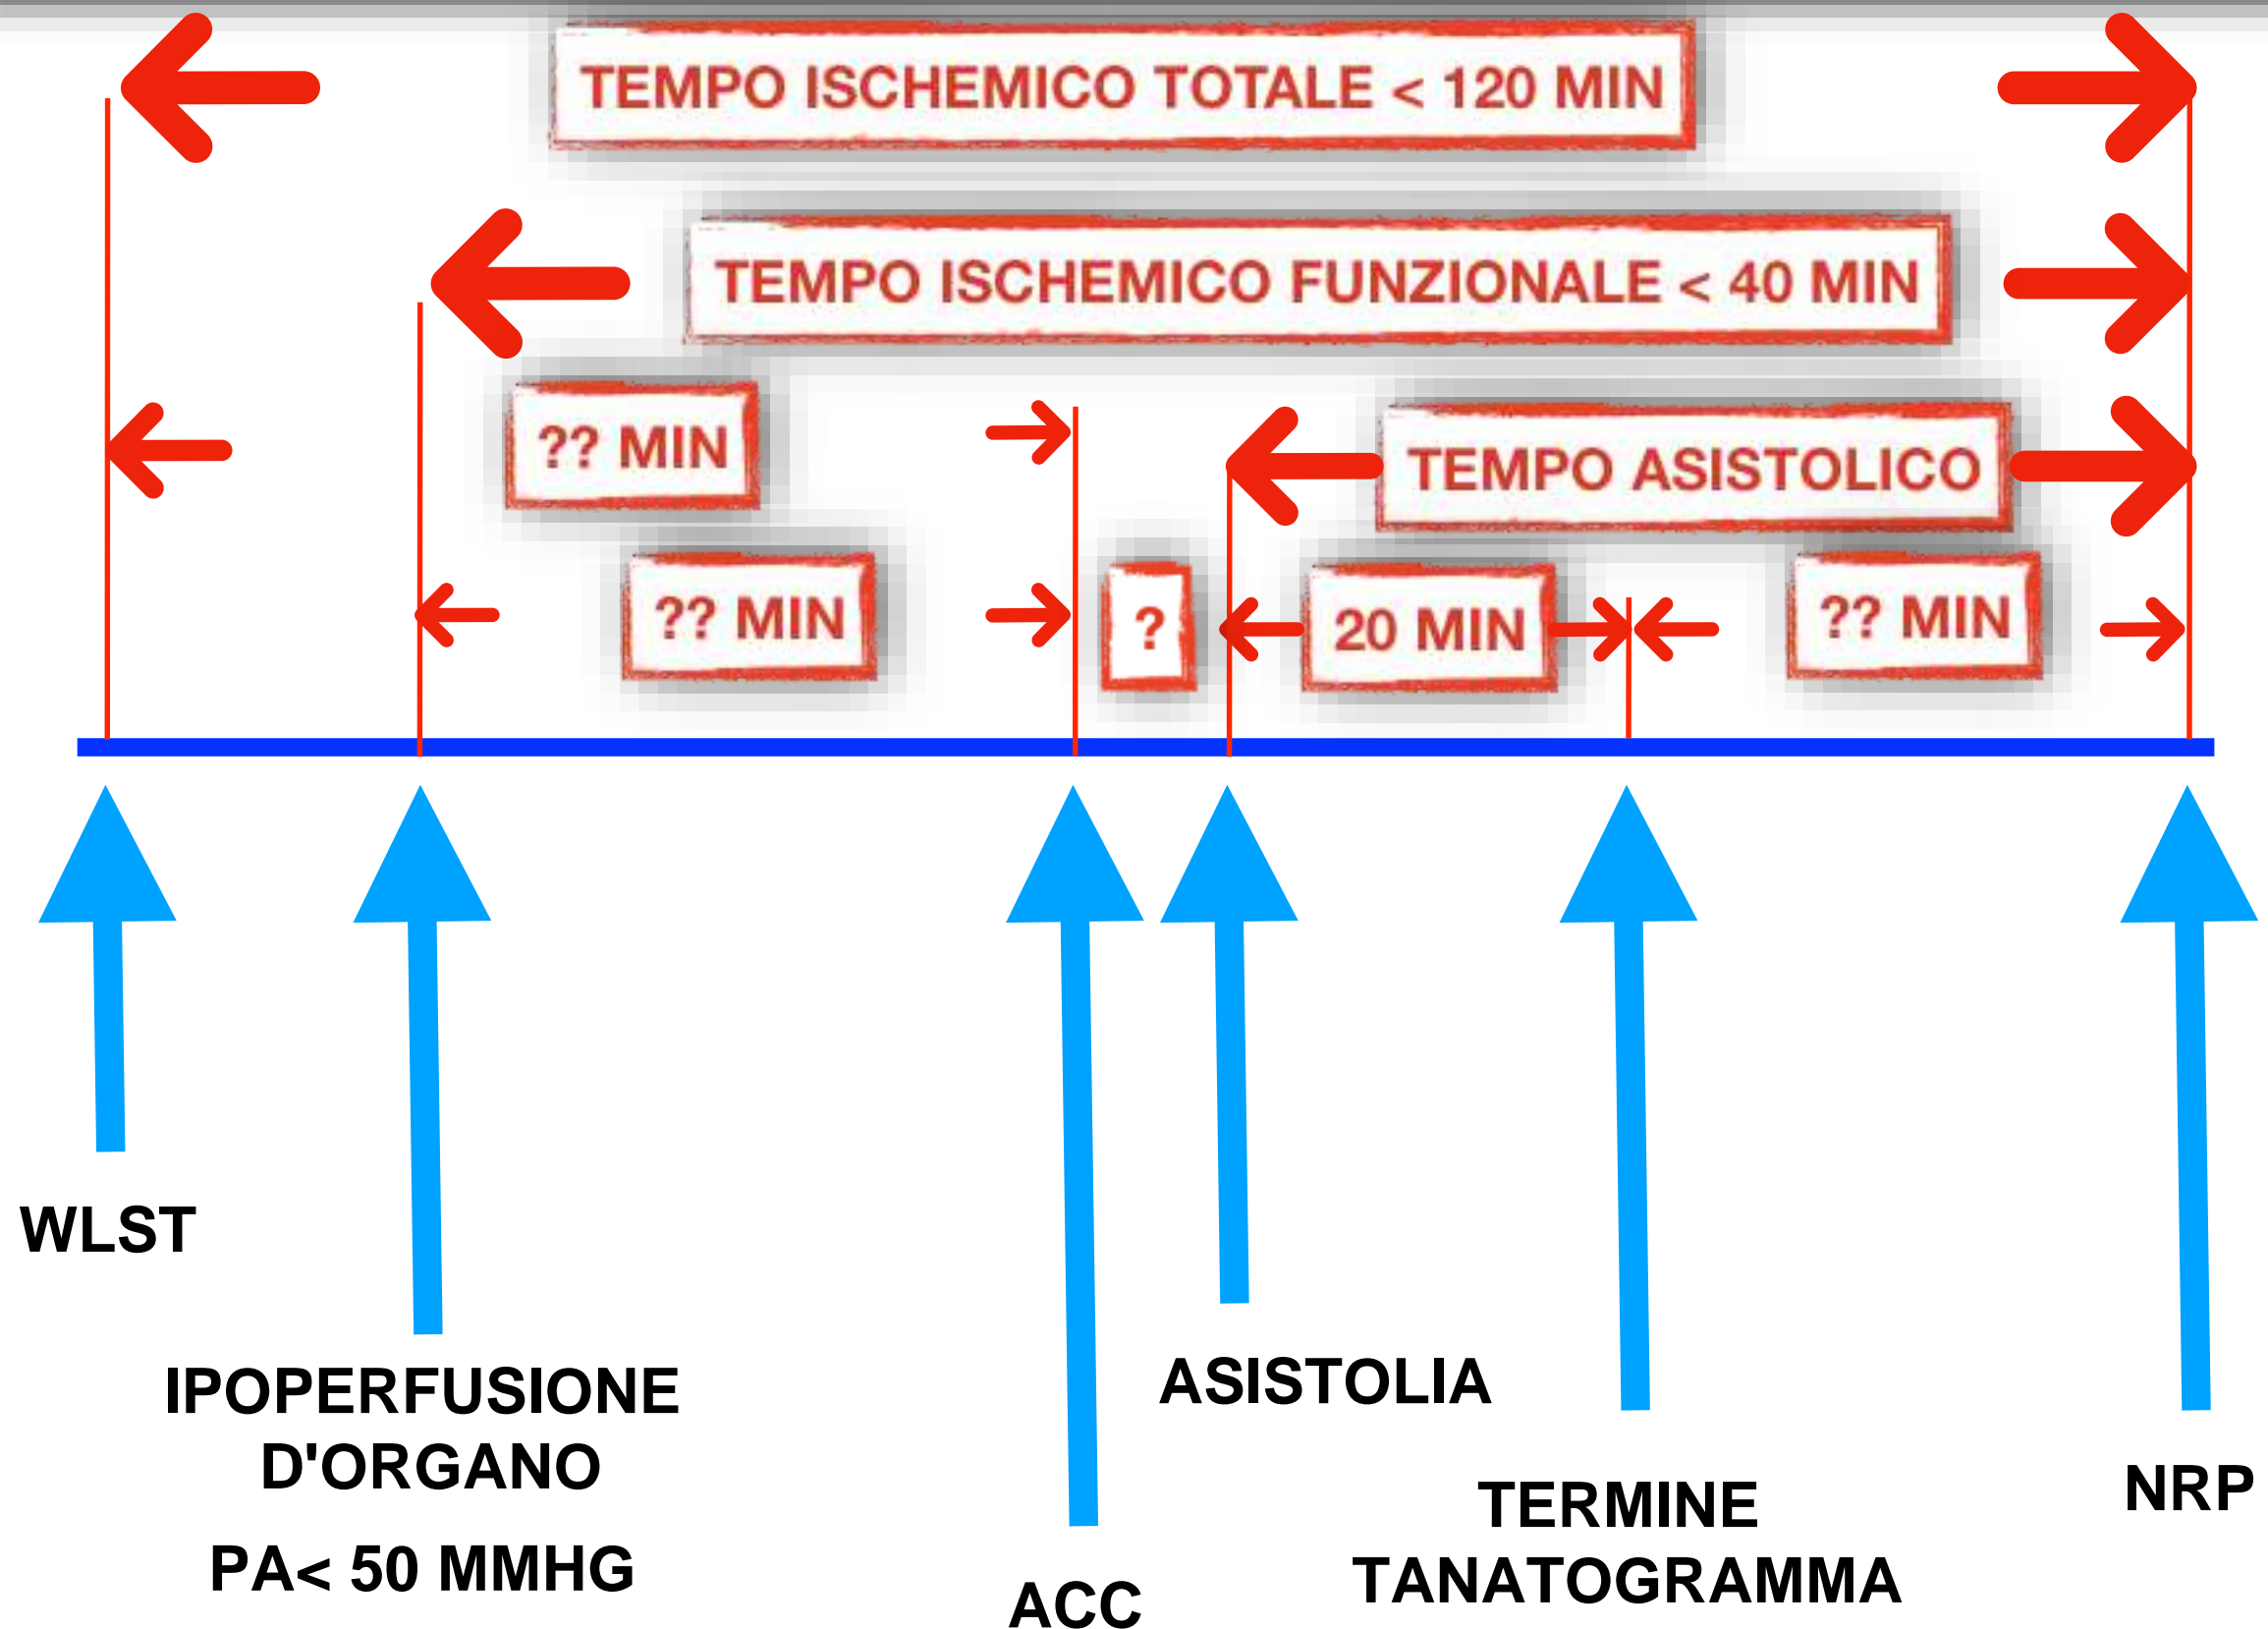 TEMPO ISCHEMICO TOTALE < 120 MIN
TEMPO ISCHEMICO FUNZIONALE < 40 MIN
?? MIN
TEMPO ASISTOLICO
?? MIN
?
20 MIN
?? MIN
WLST
IPOPERFUSIONE
D'ORGANO
PA< 50 MMHG
ACC
ASISTOLIA
TERMINE
TANATOGRAMMA
NRP